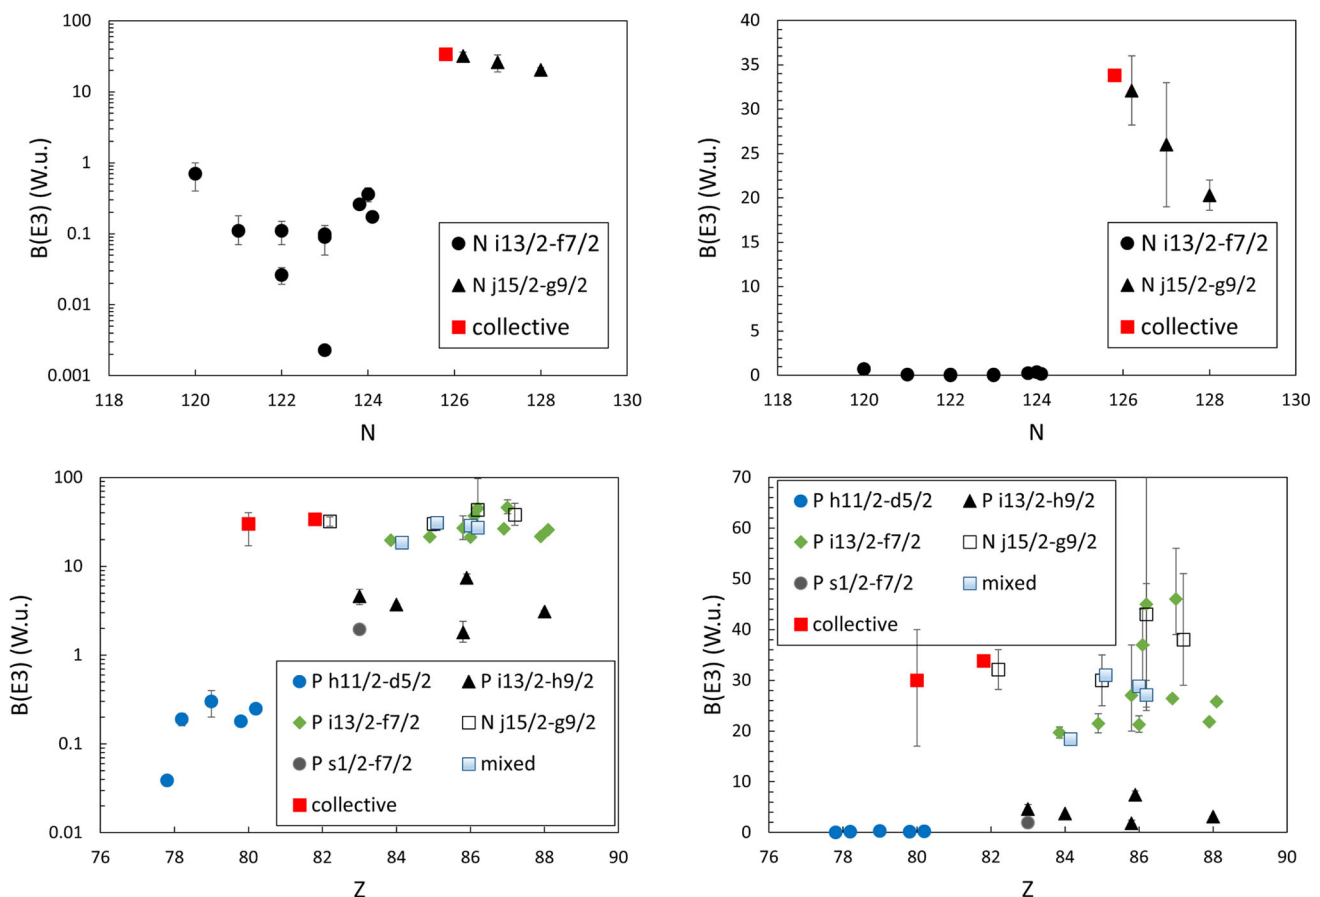 B(E3) (W.u.)
100
10
1
0.1
0.01
0.001
118 120 122 124 126 128 130
N
N i13/2-f7/2
N j15/2-g9/2
collective
B(E3) (W.u.)
40
35
30
25
20
15
10
5
0
118 120 122 124 126 128 130
N
N i13/2-f7/2
N j15/2-g9/2
collective
B(E3) (W.u.)
100
10
1
0.1
0.01
76 78 80 82 84 86 88 90
Z
P h11/2-d5/2 P i13/2-h9/2
P i13/2-f7/2 N j15/2-g9/2
P s1/2-f7/2 mixed
collective
B(E3) (W.u.)
70
60
50
40
30
20
10
0
76 78 80 82 84 86 88 90
Z
P h11/2-d5/2 P i13/2-h9/2
P i13/2-f7/2 N j15/2-g9/2
P s1/2-f7/2 mixed
collective